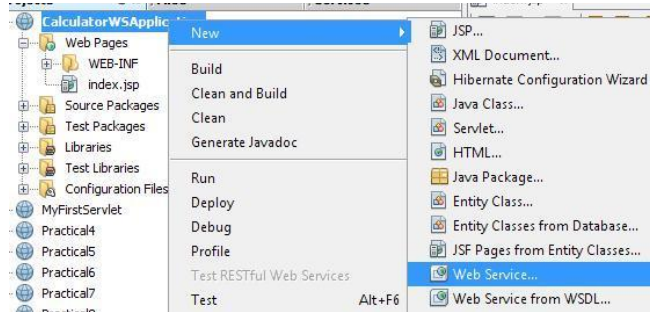 CalculatorWSApplic
Web Pages
WEB-INF
index.jsp
Source Packages
Test Packages
Libraries
Test Libraries
Configuration Files
MyFirstServlet
Practical4
Practical5
Practical6
Practical7
New
Build
Clean and Build
Clean
Generate Javadoc
Run
Deploy
Debug
Profile
Test RESTful Web Services
Test Alt+F6
JSP...
XML Document...
Hibernate Configuration Wizard
Java Class...
Servlet...
HTML...
Java Package...
Entity Class...
Entity Classes from Database...
JSF Pages from Entity Classes...
Web Service...
Web Service from WSDL...